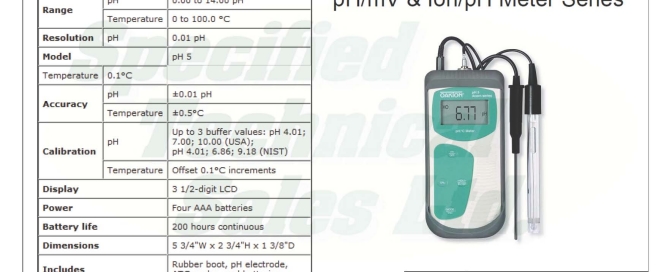 pH/mV & Ion/pH Meter Series
Range
pH
0.00 to 14.00 pH
Temperature
0 to 100.0 °C
Resolution
pH
0.01 pH
Model
pH 5
Temperature
0.1°C
Accuracy
pH
±0.01 pH
Temperature
±0.5°C
Calibration
pH
Up to 3 buffer values: pH 4.01;
7.00; 10.00 (USA);
pH 4.01; 6.86; 9.18 (NIST)
Temperature
Offset 0.1°C increments
Display
3 1/2-digit LCD
Power
Four AAA batteries
Battery life
200 hours continuous
Dimensions
5 3/4"W x 2 3/4"H x 1 3/8"D
Includes
Rubber boot, pH electrode,
Specified
Technical
Sales Ltd
6.77